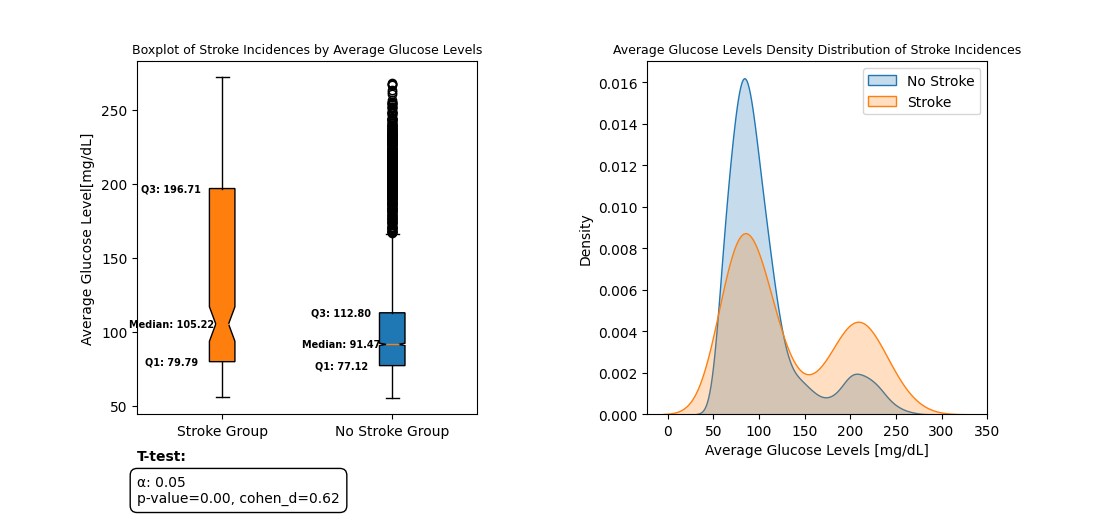 Boxplot of Stroke Incidences by Average Glucose Levels
Average Glucose Level[mg/dL]
250
200
150
100
50
Q3: 196.71
Median: 105.22
Q1: 79.79
Q3: 112.80
Median: 91.47
Q1: 77.12
Stroke Group
No Stroke Group
T-test:
α: 0.05
p-value=0.00, cohen_d=0.62
Average Glucose Levels Density Distribution of Stroke Incidences
No Stroke
Stroke
Density
0.016
0.014
0.012
0.010
0.008
0.006
0.004
0.002
0.000
0
50
100
150
200
250
300
350
Average Glucose Levels [mg/dL]